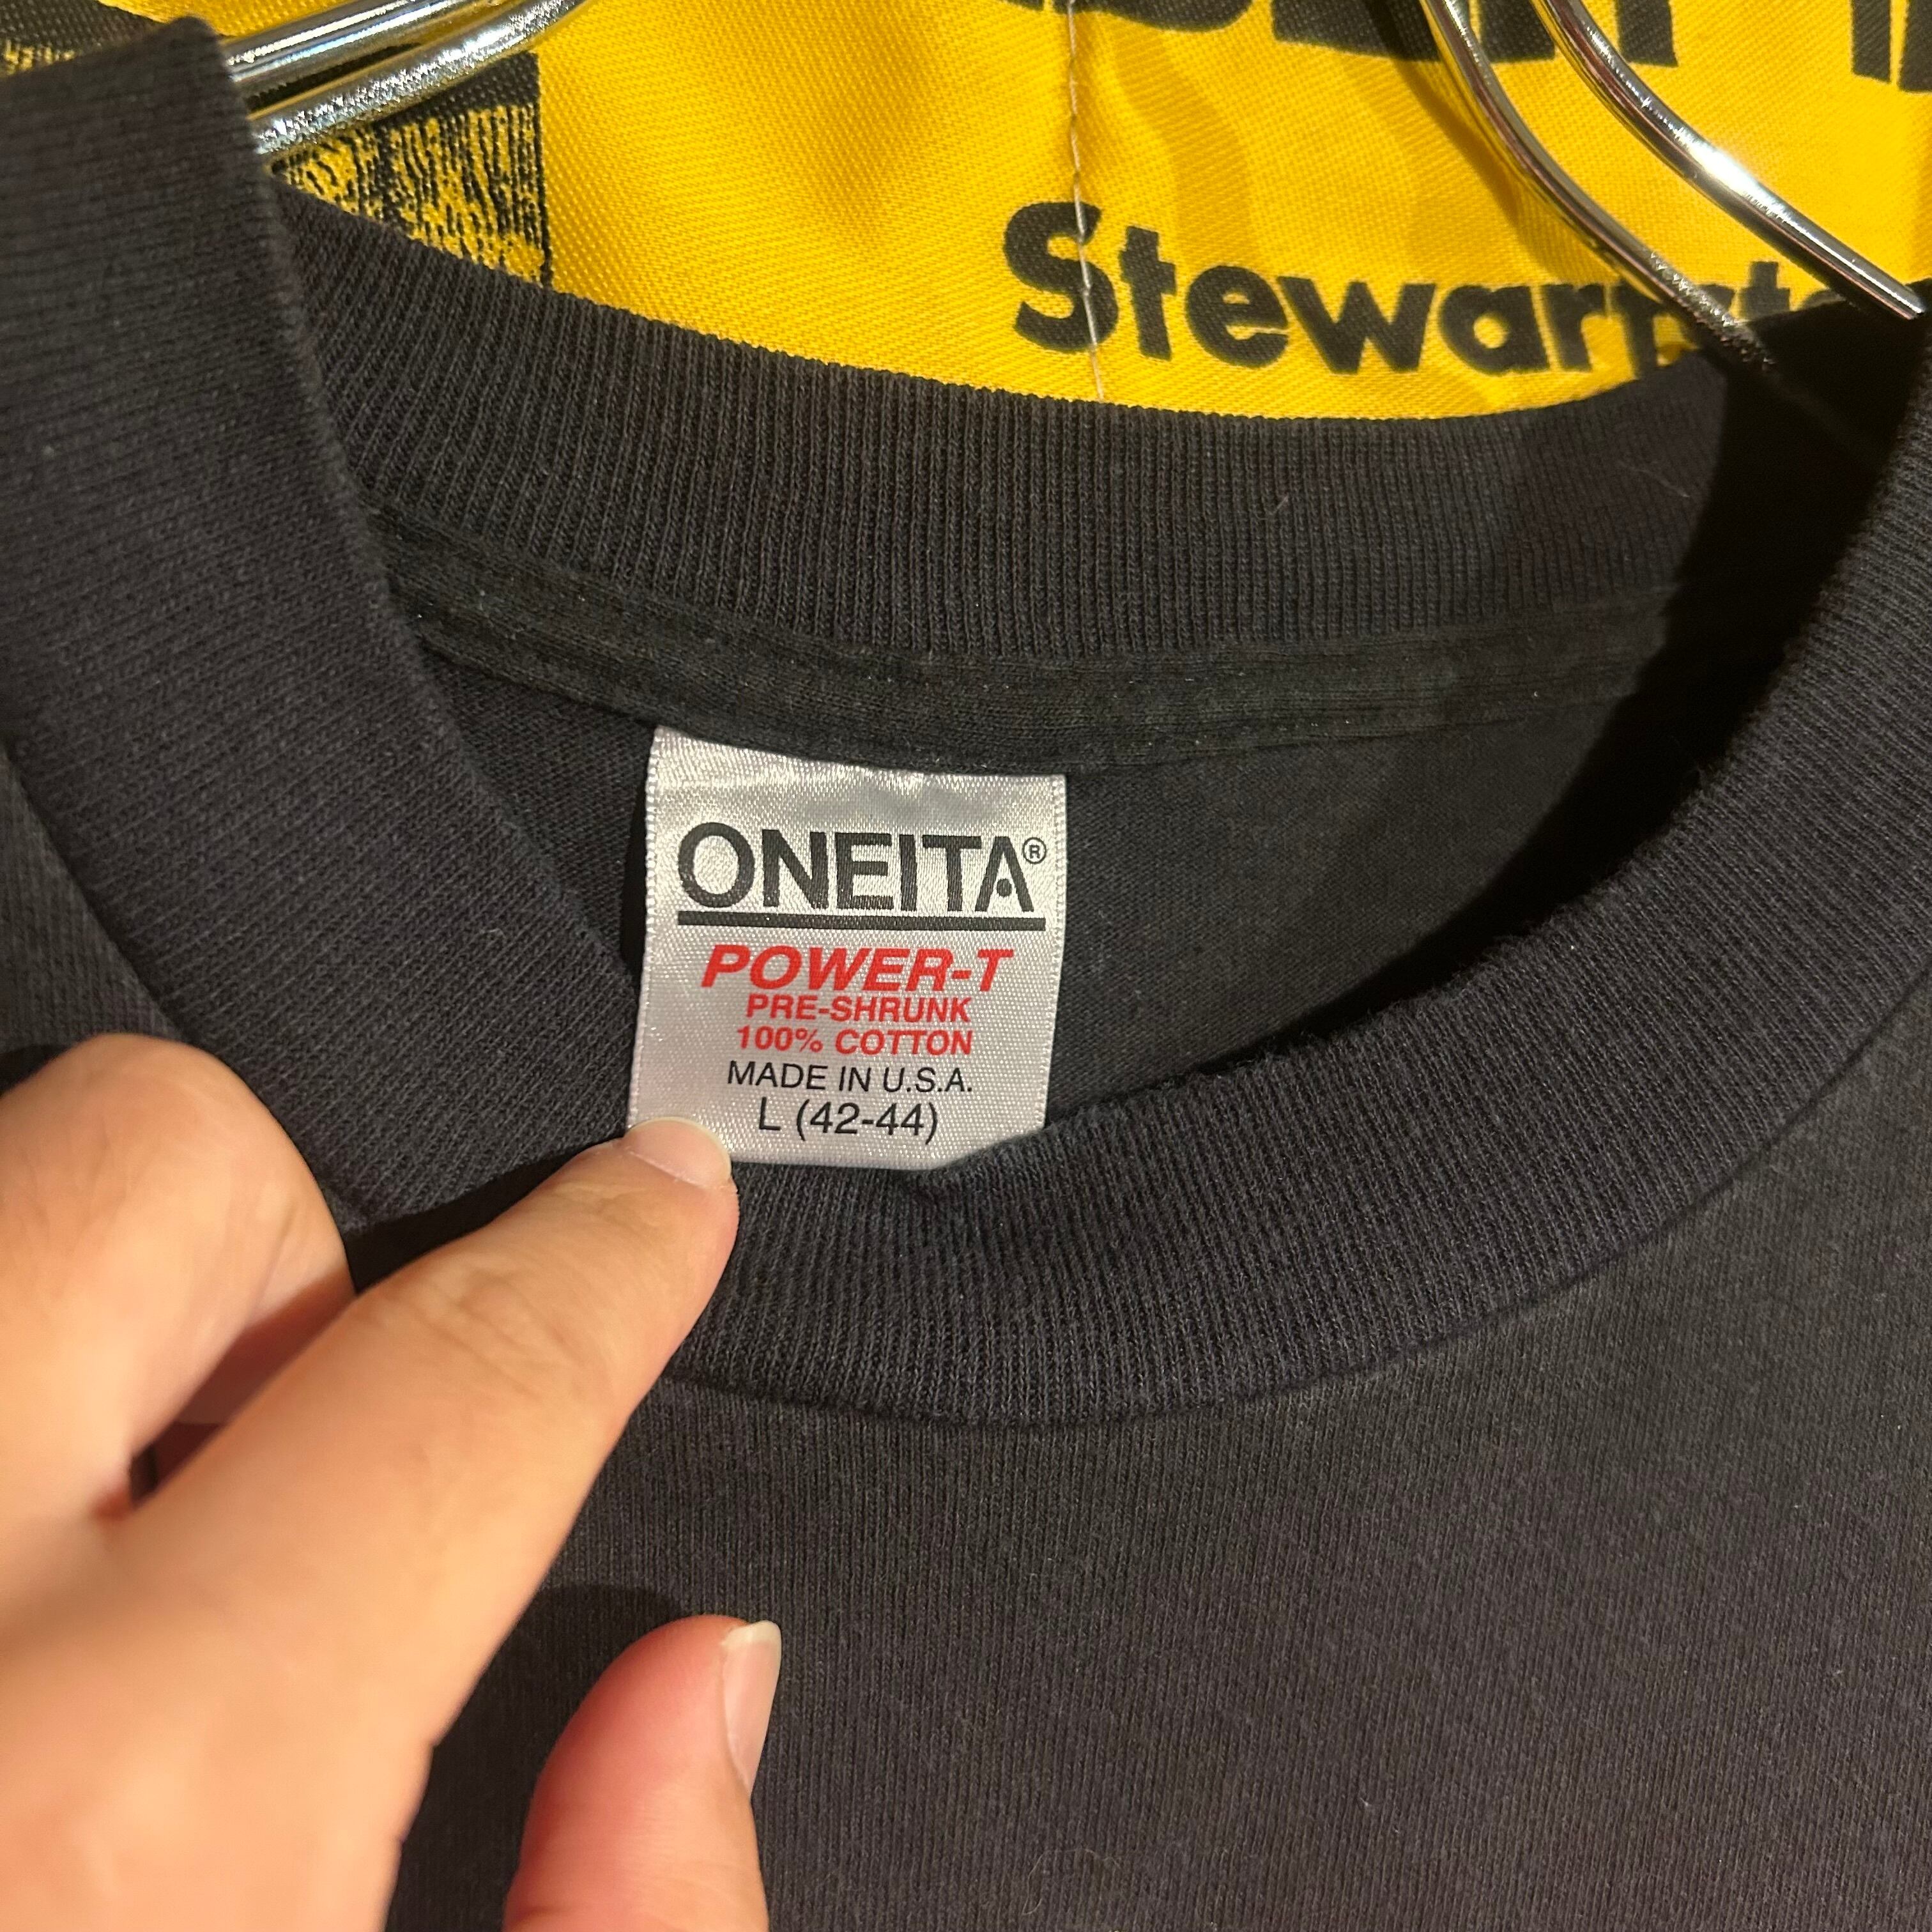 ONEITA®
POWER-T
PRE-SHRUNK
100% COTTON
MADE IN U.S.A.
L (42-44)